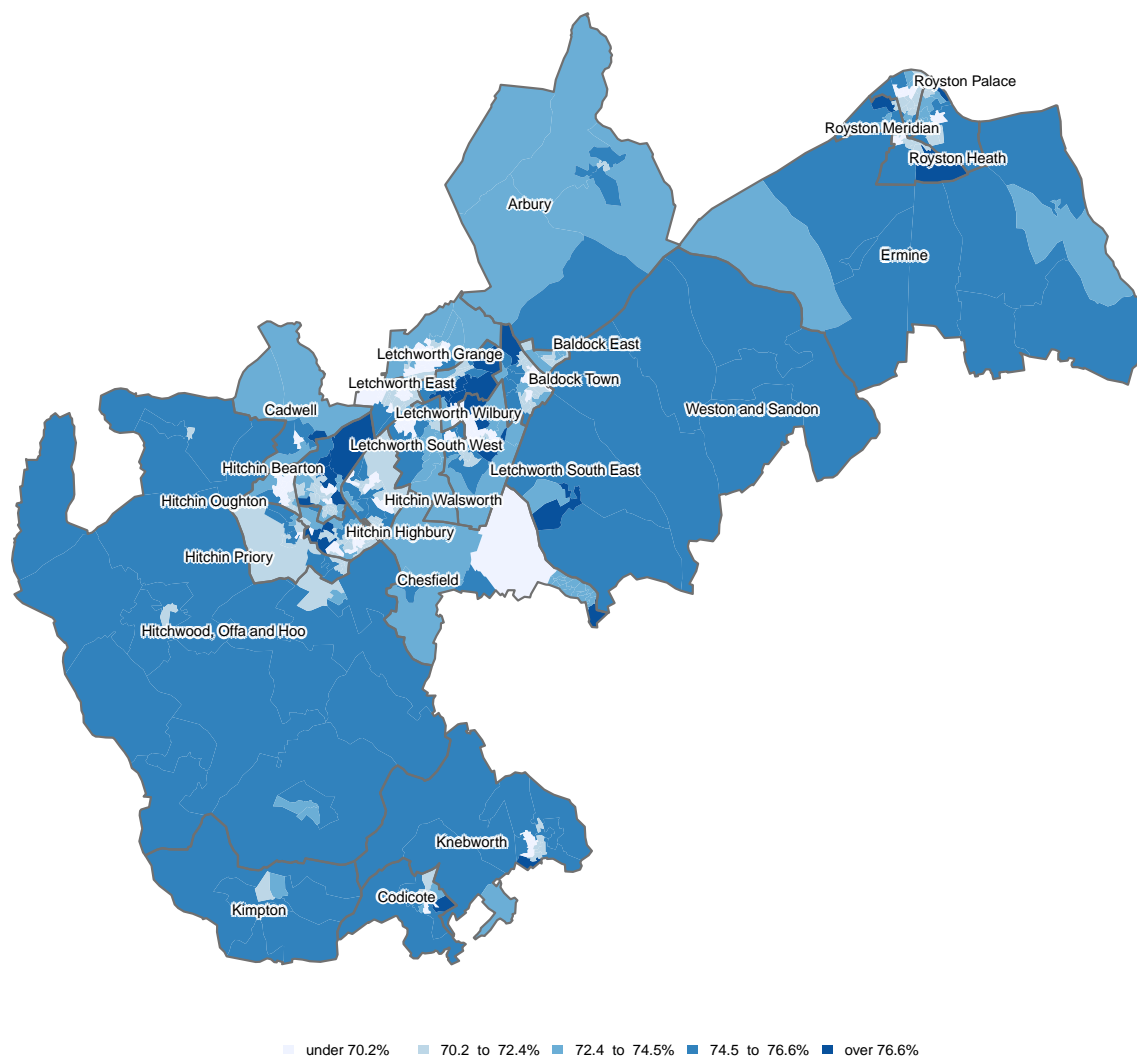 Royston Palace
Royston Meridian
Royston Heath
Arbury
Ermine
Baldock East
Letchworth Grange
Baldock Town
Letchworth East
Cadwell
Letchworth Wilbury
Weston and Sandon
Letchworth South West
Hitchin Bearton
Letchworth South East
Hitchin Oughton
Hitchin Walsworth
Hitchin Highbury
Hitchin Priory
Chesfield
Hitchwood, Offa and Hoo
Knebworth
Codicote
Kimpton
under 70.2% 70.2 to 72.4% 72.4 to 74.5% 74.5 to 76.6% over 76.6%